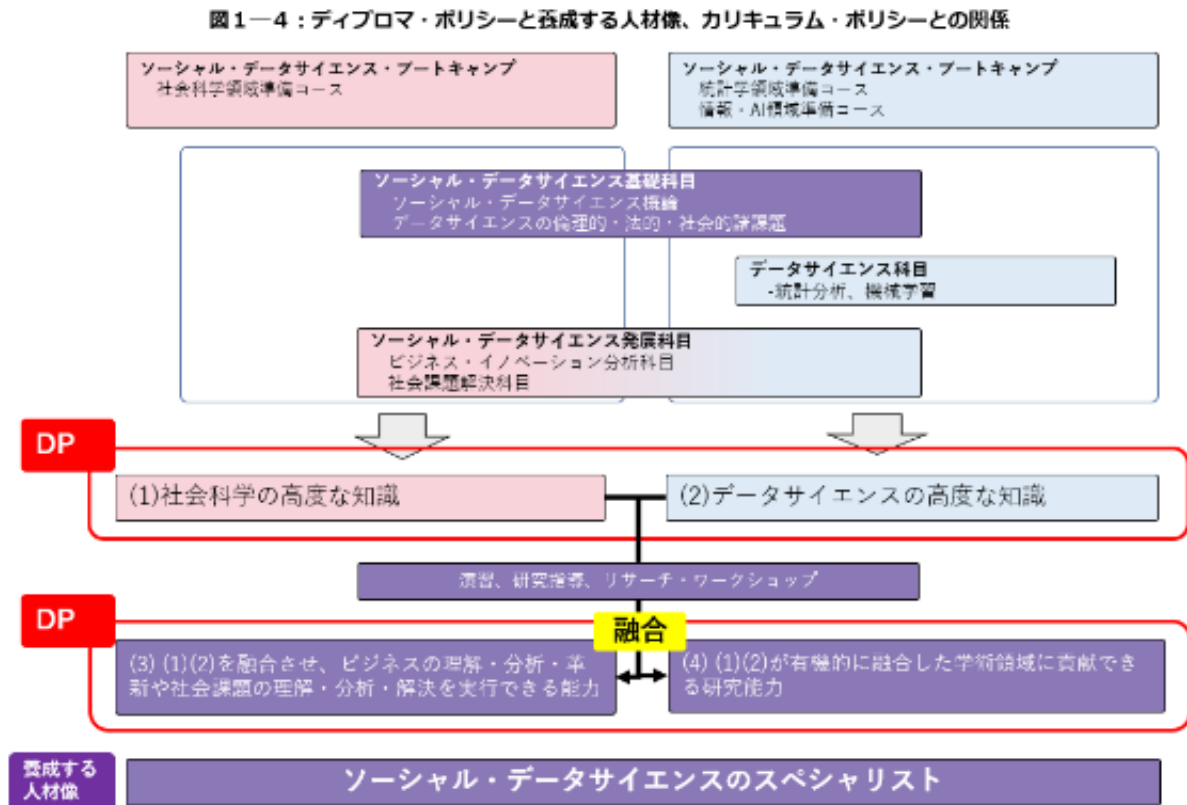 図1―4：ディプロマ・ポリシーと養成する人材像、カリキュラム・ポリシーとの関係
ソーシャル・データサイエンス・ブートキャンプ
社会科学領域準備コース
ソーシャル・データサイエンス・ブートキャンプ
統計学領域準備コース
情報・AI領域準備コース
ソーシャル・データサイエンス基礎科目
ソーシャル・データサイエンス概論
データサイエンスの倫理的・法的・社会的諸課題
データサイエンス科目
-統計分析、機械学習
ソーシャル・データサイエンス発展科目
ビジネス・イノベーション分析科目
社会課題解決科目
DP
(1)社会科学の高度な知識
(2)データサイエンスの高度な知識
演習、研究指導、リサーチ・ワークショップ
DP
融合
(3) (1)(2)を融合させ、ビジネスの理解・分析・革
新や社会課題の理解・分析・解決を実行できる能力
(4) (1)(2)が有機的に融合した学術領域に貢献でき
る研究能力
養成する
人材像
ソーシャル・データサイエンスのスペシャリスト